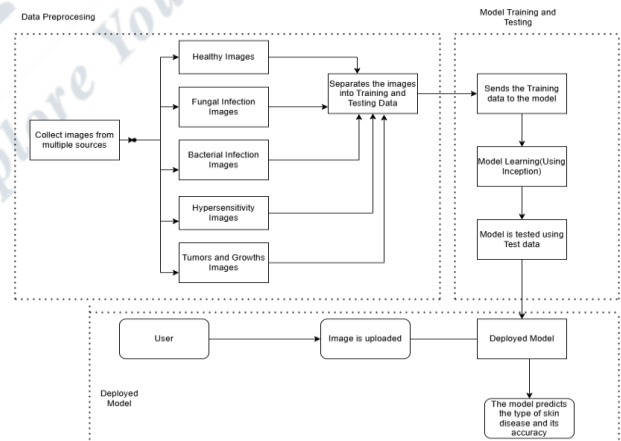 Data Preprocesing
Model Training and
Testing
Healthy Images
Fungal Infection
Images
Collect images from
multiple sources
Bacterial Infection
Images
Hypersensitivity
Images
Tumors and Growths
Images
Separates the images
into Training and
Testing Data
Sends the Training
data to the model
Model Learning(Using
Inception)
Model is tested using
Test data
User
Image is uploaded
Deployed Model
Deployed
Model
The model predicts
the type of skin
disease and its
accuracy